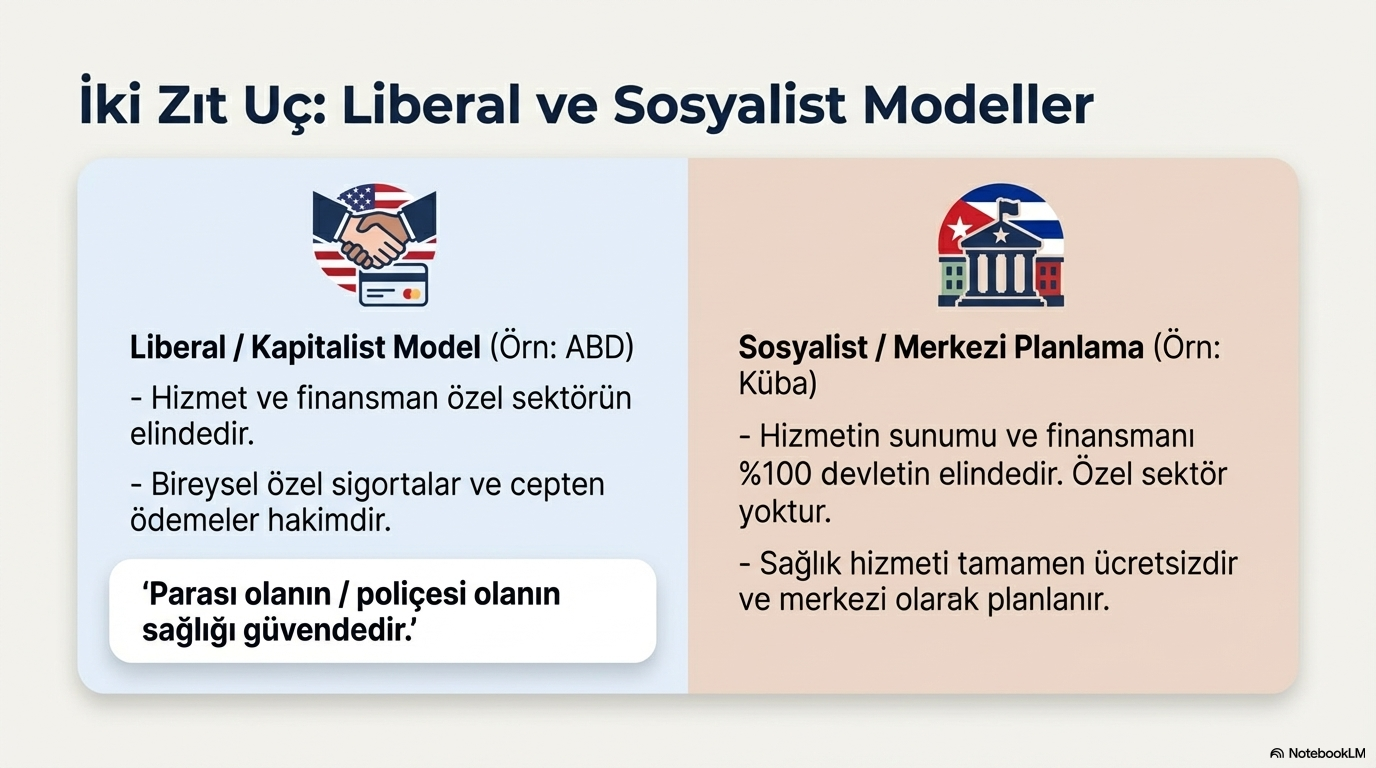 İki Zıt Uç: Liberal ve Sosyalist Modeller
Liberal / Kapitalist Model (Örn: ABD)
- Hizmet ve finansman özel sektörün
elindedir.
- Bireysel özel sigortalar ve cepten
ödemeler hakimdir.
‘Parası olanın / poliçesi olanın
sağlığı güvendedir.’
Sosyalist / Merkezi Planlama (Örn:
Küba)
- Hizmetin sunumu ve finansmanı
%100 devletin elindedir. Özel sektör
yoktur.
- Sağlık hizmeti tamamen ücretsizdir
ve merkezi olarak planlanır.
NotebookLM